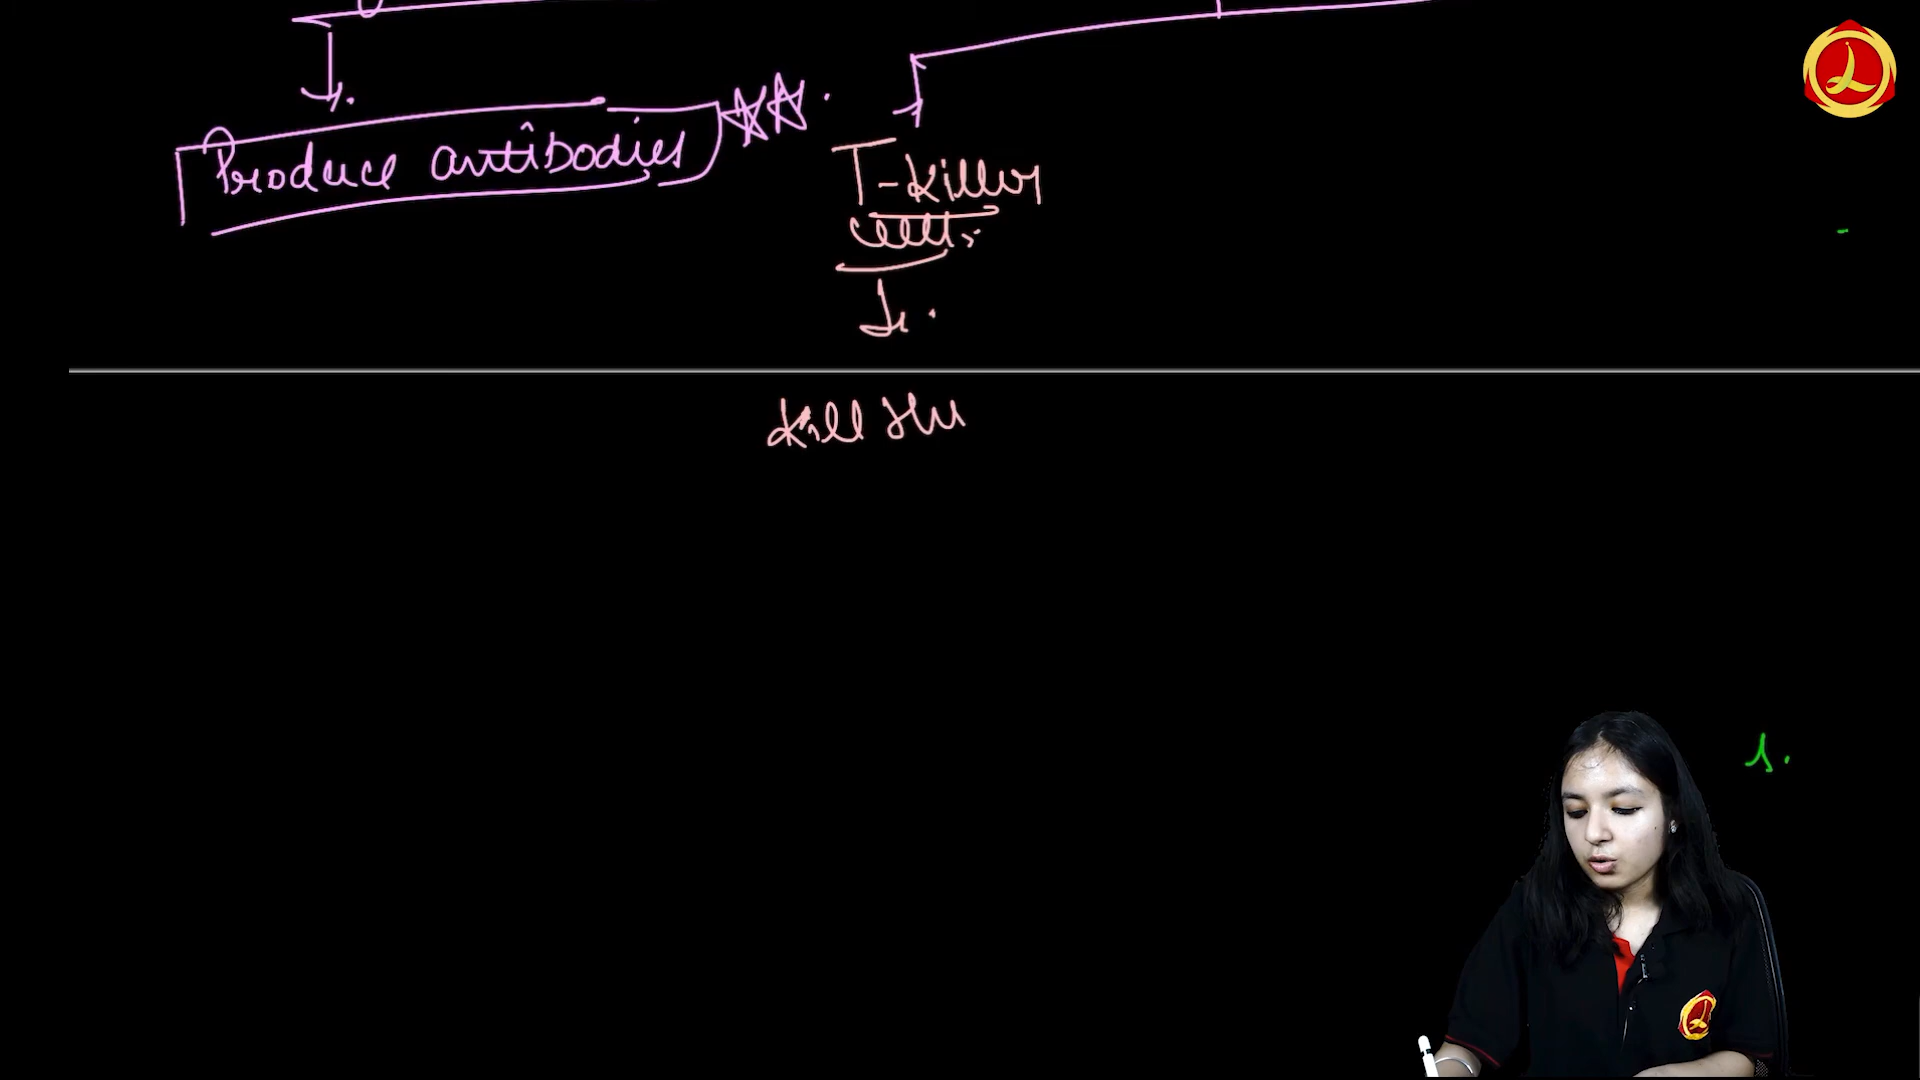 Produce antibodies
T-Killer
cells
Kill the